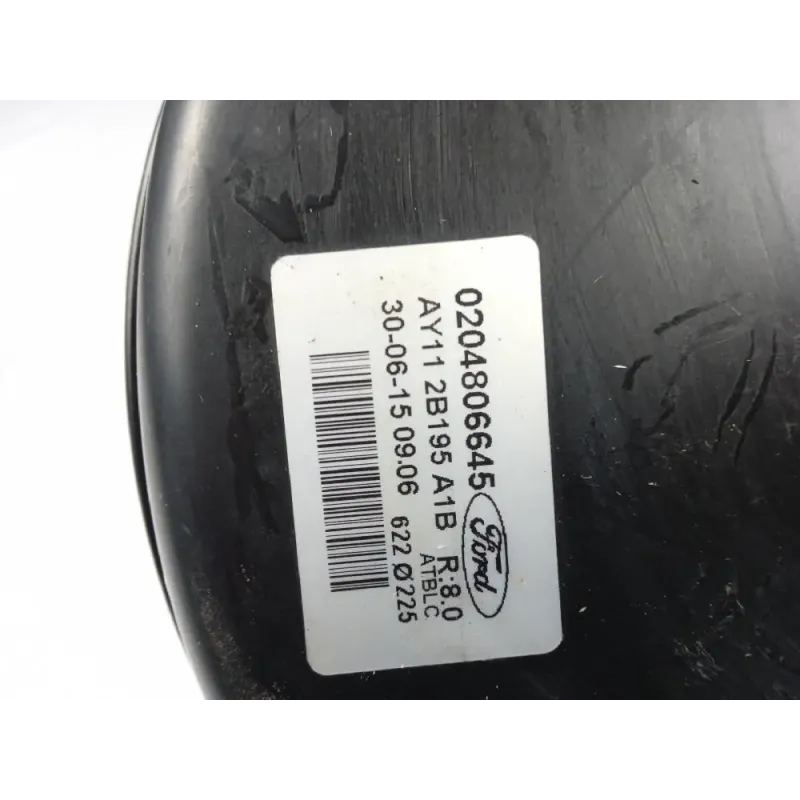 0204806645 Ford
AY11 2B195 A1B R:8.0
ATBLC
30-06-15 09.06 622 Ø225